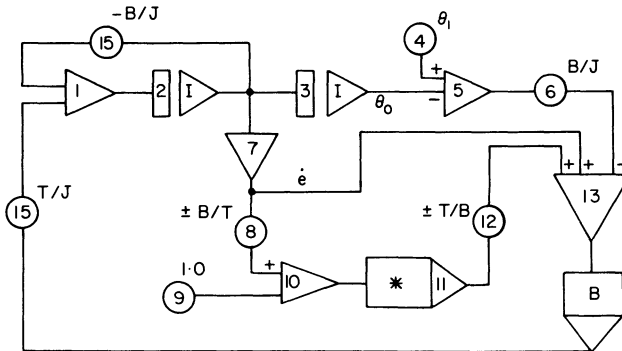 -B/J
15
θ₁
4
+
B/J
1
2
I
3
I
θ₀
-
5
6
7
ė
+
+
-
T/J
± B/T
± T/B
13
15
8
12
1·0
+
9
10
*
11
B